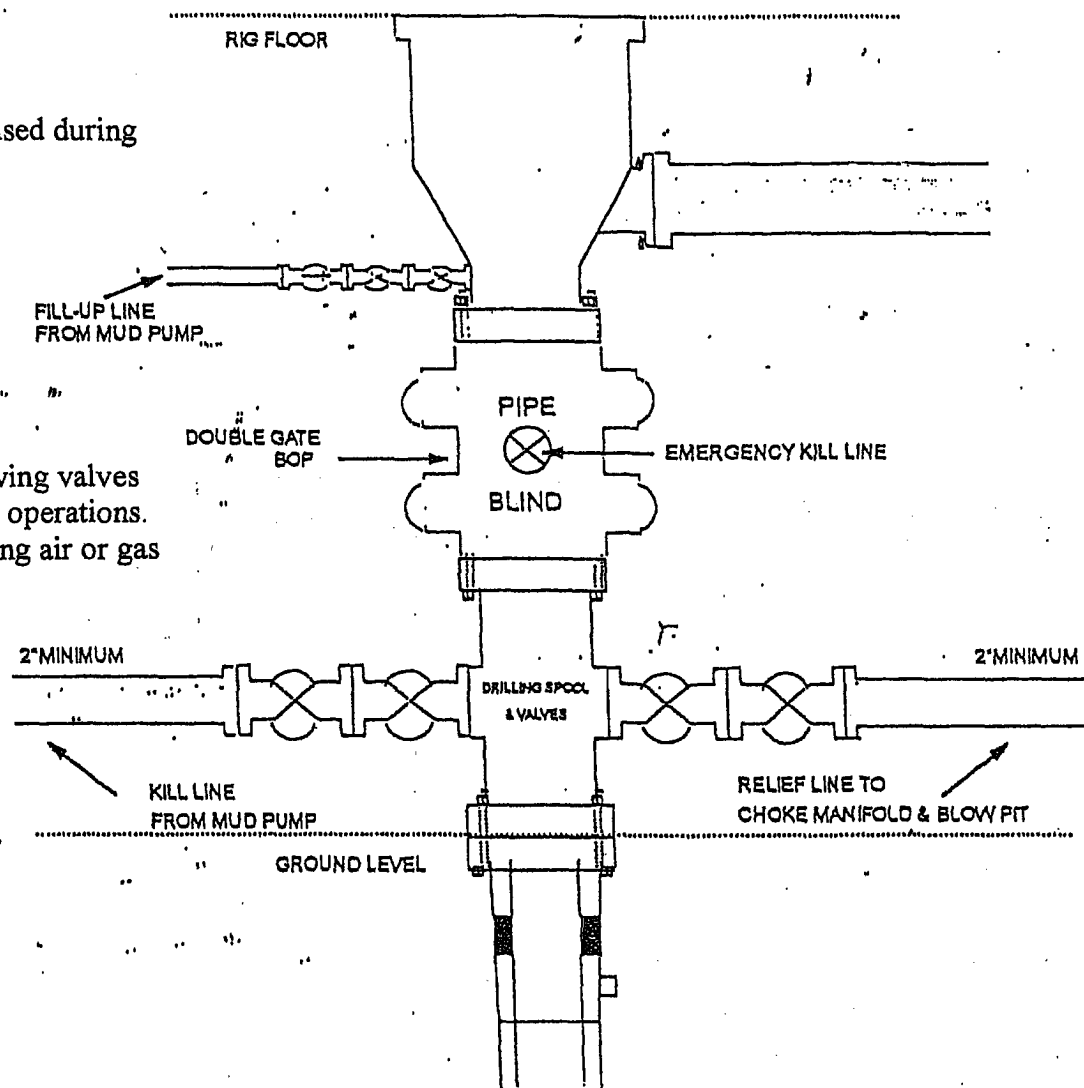 RIG FLOOR
sed during
FILL-UP LINE
FROM MUD PUMP
DOUBLE GATE
BOP
PIPE
EMERGENCY KILL LINE
BLIND
ving valves
operations.
ng air or gas
2"MINIMUM
2"MINIMUM
DRILLING SPOOL
& VALVES
KILL LINE
FROM MUD PUMP
RELIEF LINE TO
CHOKE MANIFOLD & BLOW PIT
GROUND LEVEL